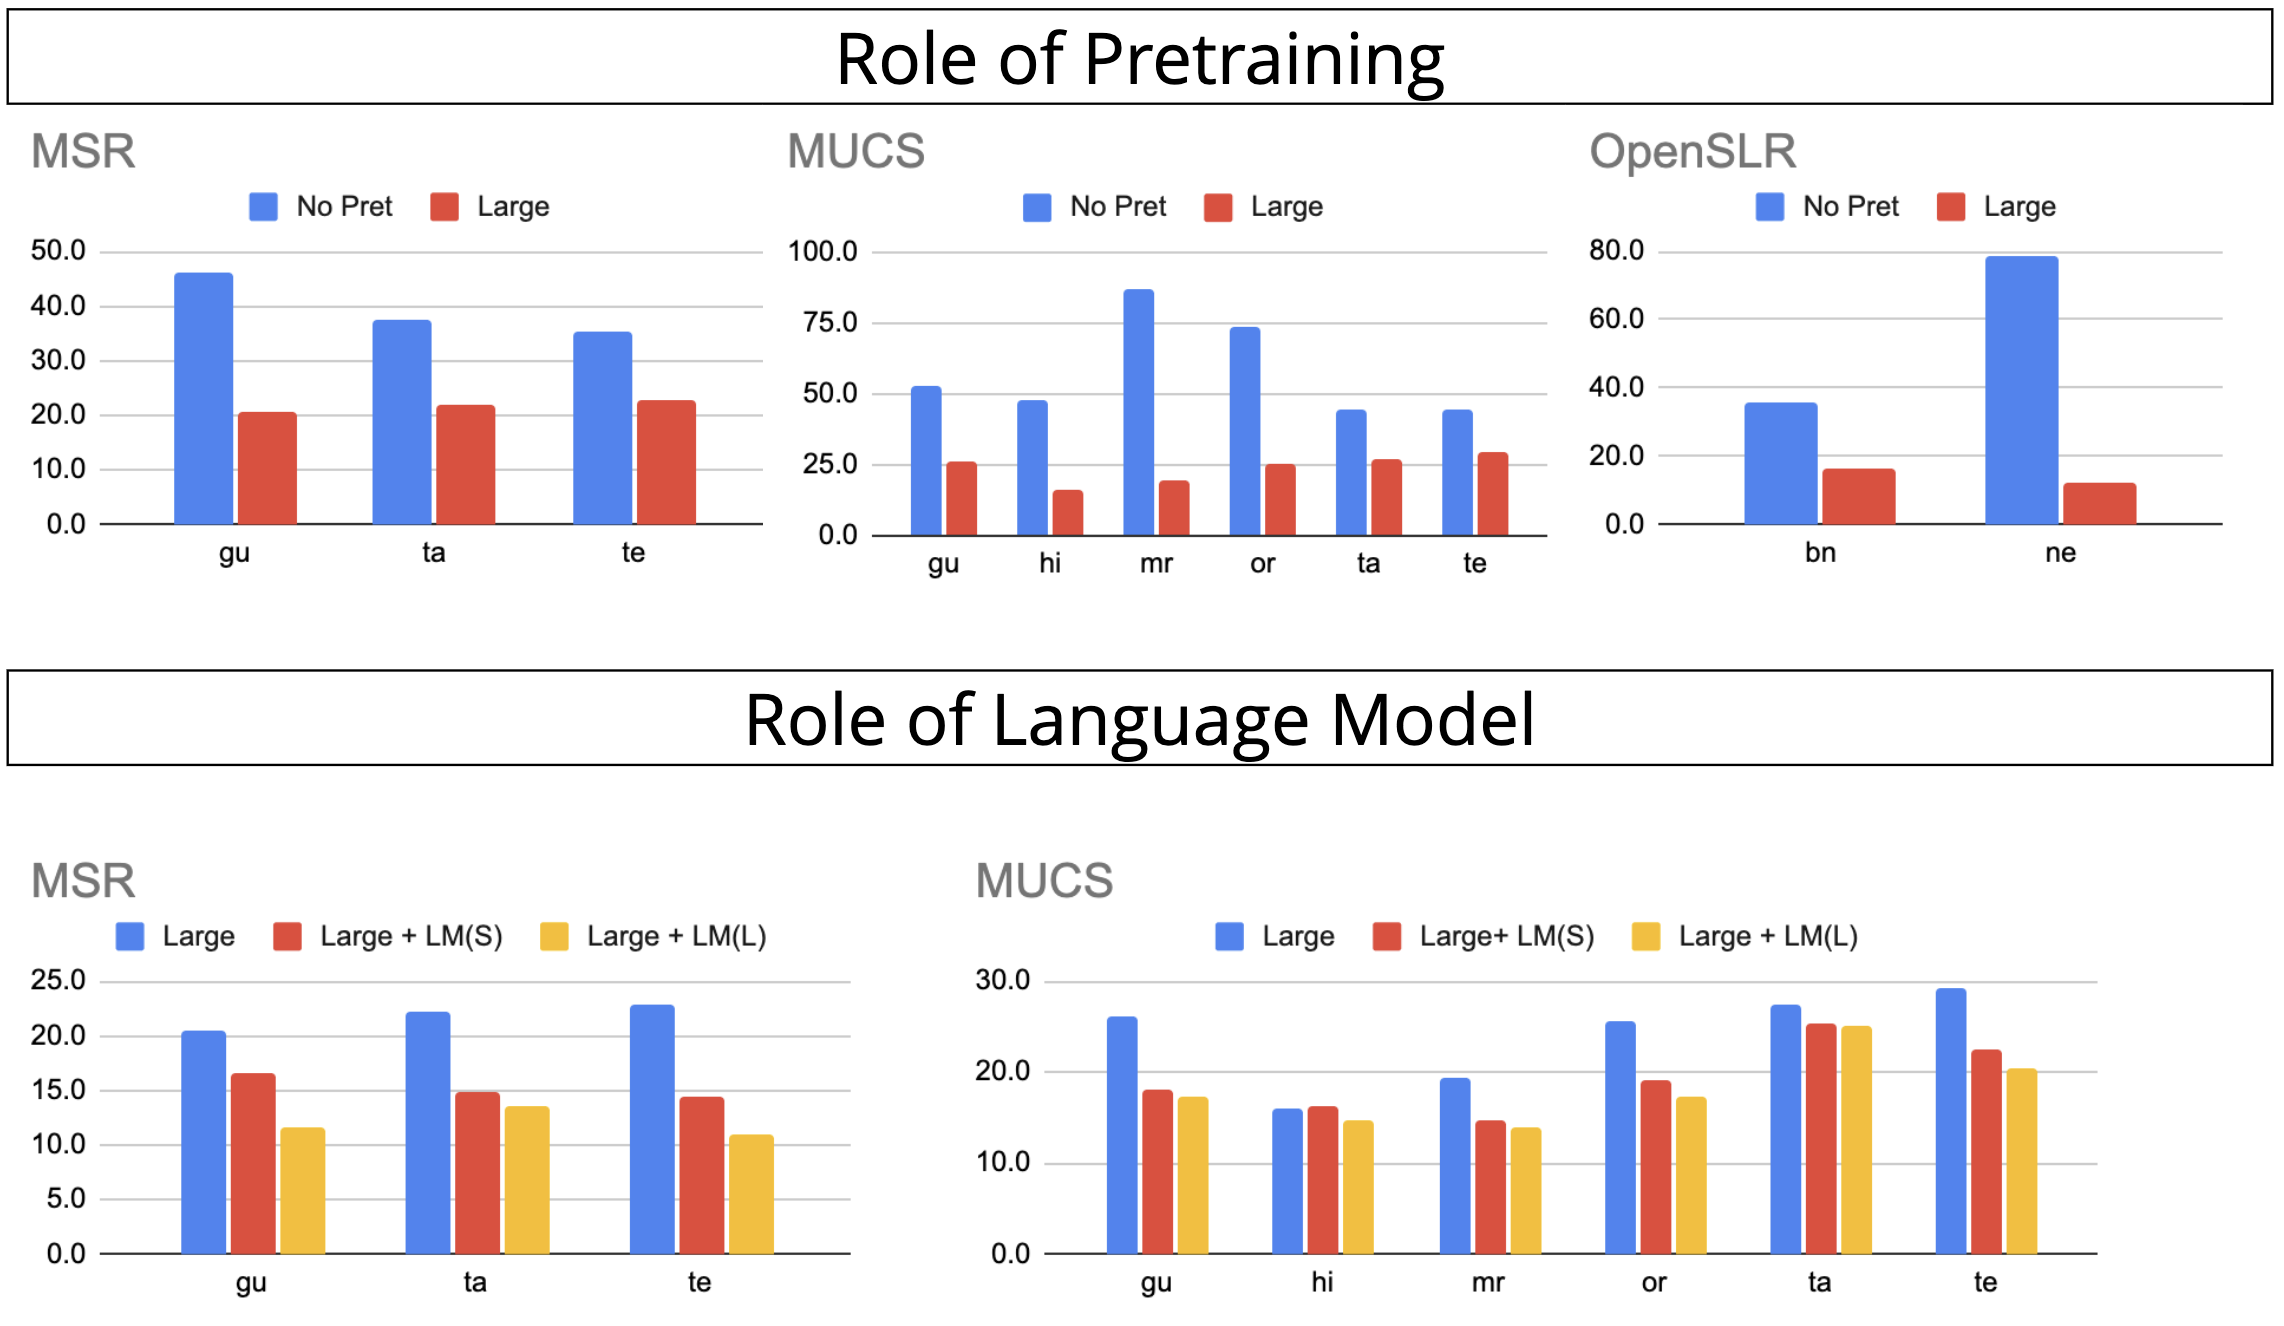 Role of Pretraining
MSR
No Pret Large
50.0
40.0
30.0
20.0
10.0
0.0
gu ta te
MUCS
No Pret Large
100.0
75.0
50.0
25.0
0.0
gu hi mr or ta te
OpenSLR
No Pret Large
80.0
60.0
40.0
20.0
0.0
bn ne
Role of Language Model
MSR
Large Large + LM(S) Large + LM(L)
25.0
20.0
15.0
10.0
5.0
0.0
gu ta te
MUCS
Large Large+ LM(S) Large + LM(L)
30.0
20.0
10.0
0.0
gu hi mr or ta te